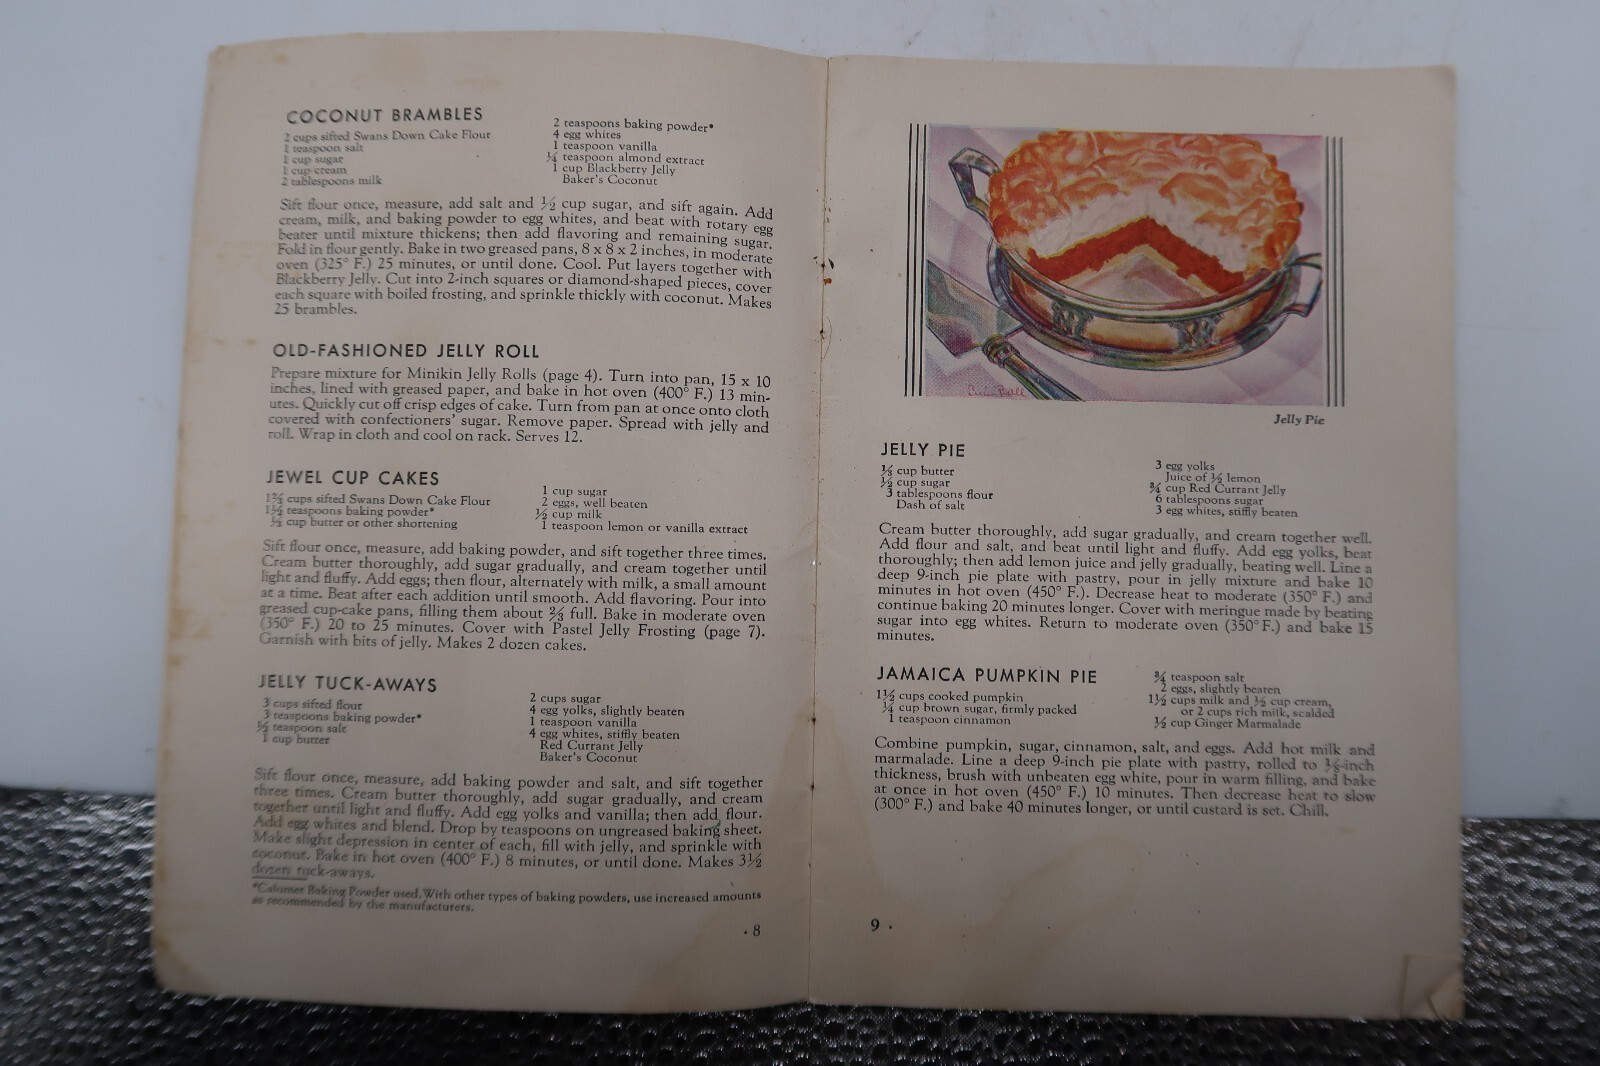 COCONUT BRAMBLES
2 cups sifted Swans Down Cake Flour
1 teaspoon salt
1 cup sugar
1 cup cream
2 tablespoons milk
2 teaspoons baking powder*
4 egg whites
1 teaspoon vanilla
¼ teaspoon almond extract
1 cup Blackberry Jelly
Baker's Coconut
Sift flour once, measure, add salt and ½ cup sugar, and sift again. Add
cream, milk, and baking powder to egg whites, and beat with rotary egg
beater until mixture thickens; then add flavoring and remaining sugar.
Fold in flour gently. Bake in two greased pans, 8 x 8 x 2 inches, in moderate
oven (325° F.) 25 minutes, or until done. Cool. Put layers together with
Blackberry Jelly. Cut into 2-inch squares or diamond-shaped pieces, cover
each square with boiled frosting, and sprinkle thickly with coconut. Makes
25 brambles.
OLD-FASHIONED JELLY ROLL
Prepare mixture for Minikin Jelly Rolls (page 4). Turn into pan, 15 x 10
inches, lined with greased paper, and bake in hot oven (400° F.) 13 min-
utes. Quickly cut off crisp edges of cake. Turn from pan at once onto cloth
covered with confectioners' sugar. Remove paper. Spread with jelly and
roll. Wrap in cloth and cool on rack. Serves 12.
JEWEL CUP CAKES
1¾ cups sifted Swans Down Cake Flour
1½ teaspoons baking powder*
cup butter or other shortening
1 cup sugar
2 eggs, well beaten
½ cup milk
1 teaspoon lemon or vanilla extract
Sift flour once, measure, add baking powder, and sift together three times.
Cream butter thoroughly, add sugar gradually, and cream together until
light and fluffy. Add eggs; then flour, alternately with milk, a small amount
at a time. Beat after each addition until smooth. Add flavoring. Pour into
greased cup-cake pans, filling them about ⅔ full. Bake in moderate oven
(350° F.) 20 to 25 minutes. Cover with Pastel Jelly Frosting (page 7).
Garnish with bits of jelly. Makes 2 dozen cakes.
JELLY TUCK-AWAYS
3 cups sifted flour
3 teaspoons baking powder*
½ teaspoon salt
1 cup butter
2 cups sugar
4 egg yolks, slightly beaten
1 teaspoon vanilla
4 egg whites, stiffly beaten
Red Currant Jelly
Baker's Coconut
Sift flour once, measure, add baking powder and salt, and sift together
three times. Cream butter thoroughly, add sugar gradually, and cream
together until light and fluffy. Add egg yolks and vanilla; then add flour.
Add egg whites and blend. Drop by teaspoons on ungreased baking sheet.
Make slight depression in center of each, fill with jelly, and sprinkle with
coconut. Bake in hot oven (400° F.) 8 minutes, or until done. Makes 3½
dozen tuck-aways.
*Calumet Baking Powder used. With other types of baking powders, use increased amounts
as recommended by the manufacturers.
8
Jelly Pie
JELLY PIE
⅓ cup butter
½ cup sugar
3 tablespoons flour
Dash of salt
3 egg yolks
Juice of ½ lemon
¾ cup Red Currant Jelly
6 tablespoons sugar
3 egg whites, stiffly beaten
Cream butter thoroughly, add sugar gradually, and cream together well.
Add flour and salt, and beat until light and fluffy. Add egg yolks, beat
thoroughly; then add lemon juice and jelly gradually, beating well. Line a
deep 9-inch pie plate with pastry, pour in jelly mixture and bake 10
minutes in hot oven (450° F.). Decrease heat to moderate (350° F.) and
continue baking 20 minutes longer. Cover with meringue made by beating
sugar into egg whites. Return to moderate oven (350° F.) and bake 15
minutes.
JAMAICA PUMPKIN PIE
1½ cups cooked pumpkin
¼ cup brown sugar, firmly packed
1 teaspoon cinnamon
¾ teaspoon salt
2 eggs, slightly beaten
1½ cups milk and ½ cup cream,
or 2 cups rich milk, scalded
½ cup Ginger Marmalade
Combine pumpkin, sugar, cinnamon, salt, and eggs. Add hot milk and
marmalade. Line a deep 9-inch pie plate with pastry, rolled to ⅛-inch
thickness, brush with unbeaten egg white, pour in warm filling, and bake
at once in hot oven (450° F.) 10 minutes. Then decrease heat to slow
(300° F.) and bake 40 minutes longer, or until custard is set. Chill.
9